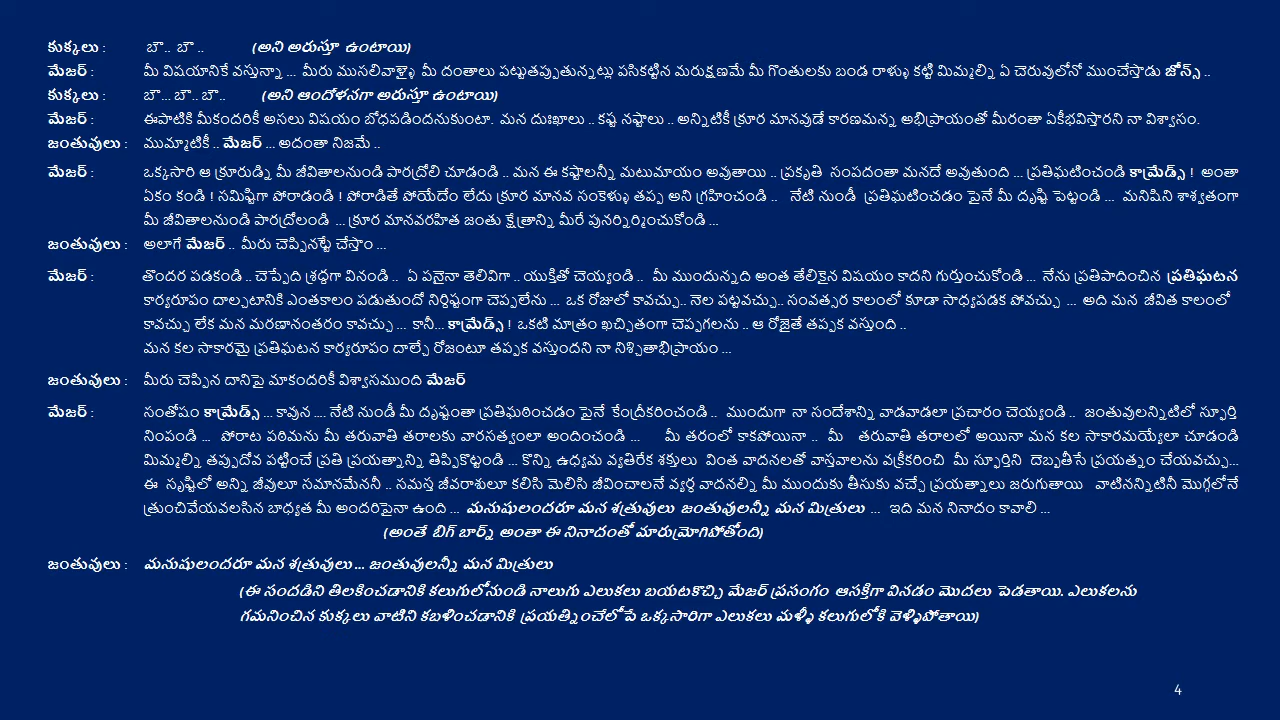 కుక్కలు : బౌ.. బౌ .. (అని అరుస్తూ ఉంటాయి)
మేజర్ : మీ విషయానికే వస్తున్నా ... మీరు ముసలివాళ్ళై మీ దంతాలు పట్టుతప్పుతున్నట్లు పసికట్టిన మరుక్షణమే మీ గొంతులకు బండ రాళ్ళు కట్టి మిమ్మల్ని ఏ చెరువులోనో ముంచేస్తాడు జోన్స్ ..
కుక్కలు : బౌ... బౌ.. బౌ.. (అని ఆందోళనగా అరుస్తూ ఉంటాయి)
మేజర్ : ఈపాటికి మీకందరికీ అసలు విషయం బోధపడిందనుకుంటా. మన దుఃఖాలు .. కష్ట నష్టాలు .. అన్నిటికీ క్రూర మానవుడే కారణమన్న అభిప్రాయంతో మీరంతా ఏకీభవిస్తారని నా విశ్వాసం.
జంతువులు : ముమ్మాటికీ.. మేజర్ ... అదంతా నిజమే ..
మేజర్ : ఒక్కసారి ఆ క్రూరుడ్ని మీ జీవితాలనుండి పారద్రోలి చూడండి .. మన ఈ కష్టాలన్నీ మటుమాయం అవుతాయి .. ప్రకృతి సంపదంతా మనదే అవుతుంది ... ప్రతిఘటించండి కామ్రేడ్స్ ! అంతా
ఏకం కండి ! సమిష్టిగా పోరాడండి ! పోరాడితే పోయేదేం లేదు క్రూర మానవ సంకెళ్ళు తప్ప అని గ్రహించండి .. నేటి నుండీ ప్రతిఘటించడం పైనే మీ దృష్టి పెట్టండి ... మనిషిని శాశ్వతంగా
మీ జీవితాలనుండి పారద్రోలండి ... క్రూర మానవరహిత జంతు క్షేత్రాన్ని మీరే పునర్నిర్మించుకోండి ...
జంతువులు : అలాగే మేజర్ .. మీరు చెప్పినట్టే చేస్తాం ...
మేజర్ : తొందర పడకండి .. చెప్పేది శ్రద్ధగా వినండి .. ఏ పనైనా తెలివిగా .. యుక్తితో చెయ్యండి .. మీ ముందున్నది అంత తేలికైన విషయం కాదని గుర్తుంచుకోండి ... నేను ప్రతిపాదించిన ప్రతిఘటన
కార్యరూపం దాల్చటానికి ఎంతకాలం పడుతుందో నిర్దిష్టంగా చెప్పలేను ... ఒక రోజులో కావచ్చు.. నెల పట్టవచ్చు.. సంవత్సర కాలంలో కూడా సాధ్యపడక పోవచ్చు ... అది మన జీవిత కాలంలో
కావచ్చు లేక మన మరణానంతరం కావచ్చు ... కానీ... కామ్రేడ్స్ ! ఒకటి మాత్రం ఖచ్చితంగా చెప్పగలను .. ఆ రోజైతే తప్పక వస్తుంది ..
మన కల సాకారమై ప్రతిఘటన కార్యరూపం దాల్చే రోజంటూ తప్పక వస్తుందని నా నిశ్చితాభిప్రాయం ...
జంతువులు : మీరు చెప్పిన దానిపై మాకందరికీ విశ్వాసముంది మేజర్
మేజర్ : సంతోషం కామ్రేడ్స్ ... కావున .... నేటి నుండీ మీ దృష్టంతా ప్రతిఘఠించడం పైనే కేంద్రీకరించండి .. ముందుగా నా సందేశాన్ని వాడవాడలా ప్రచారం చెయ్యండి .. జంతువులన్నిటిలో స్ఫూర్తి
నింపండి ... పోరాట పఠిమను మీ తరువాతి తరాలకు వారసత్వంలా అందించండి ... మీ తరంలో కాకపోయినా .. మీ తరువాతి తరాలలో అయినా మన కల సాకారమయ్యేలా చూడండి
మిమ్మల్ని తప్పుదోవ పట్టించే ప్రతి ప్రయత్నాన్ని తిప్పికొట్టండి ... కొన్ని ఉధ్యమ వ్యతిరేక శక్తులు వింత వాదనలతో వాస్తవాలను వక్రీకరించి మీ స్ఫూర్తిని దెబ్బతీసే ప్రయత్నం చేయవచ్చు...
ఈ సృష్టిలో అన్ని జీవులూ సమానమేననీ .. సమస్త జీవరాశులూ కలిసి మెలిసి జీవించాలనే వ్యర్థ వాదనల్ని మీ ముందుకు తీసుకు వచ్చే ప్రయత్నాలు జరుగుతాయి వాటినన్నిటినీ మొగ్గలోనే
త్రుంచివేయవలసిన బాధ్యత మీ అందరిపైనా ఉంది ... మనుషులందరూ మన శత్రువులు జంతువులన్నీ మన మిత్రులు ... ఇది మన నినాదం కావాలి ...
(అంతే బిగ్ బార్న్ అంతా ఈ నినాదంతో మారుమ్రోగిపోతోంది)
జంతువులు : మనుషులందరూ మన శత్రువులు ... జంతువులన్నీ మన మిత్రులు
(ఈ సందడిని తిలకించడానికి కలుగులోనుండి నాలుగు ఎలుకలు బయటకొచ్చి మేజర్ ప్రసంగం ఆసక్తిగా వినడం మొదలు పెడతాయి. ఎలుకలను
గమనించిన కుక్కలు వాటిని కబళించడానికి ప్రయత్నించేలోపే ఒక్కసారిగా ఎలుకలు మళ్ళీ కలుగులోకి వెళ్ళిపోతాయి)
4